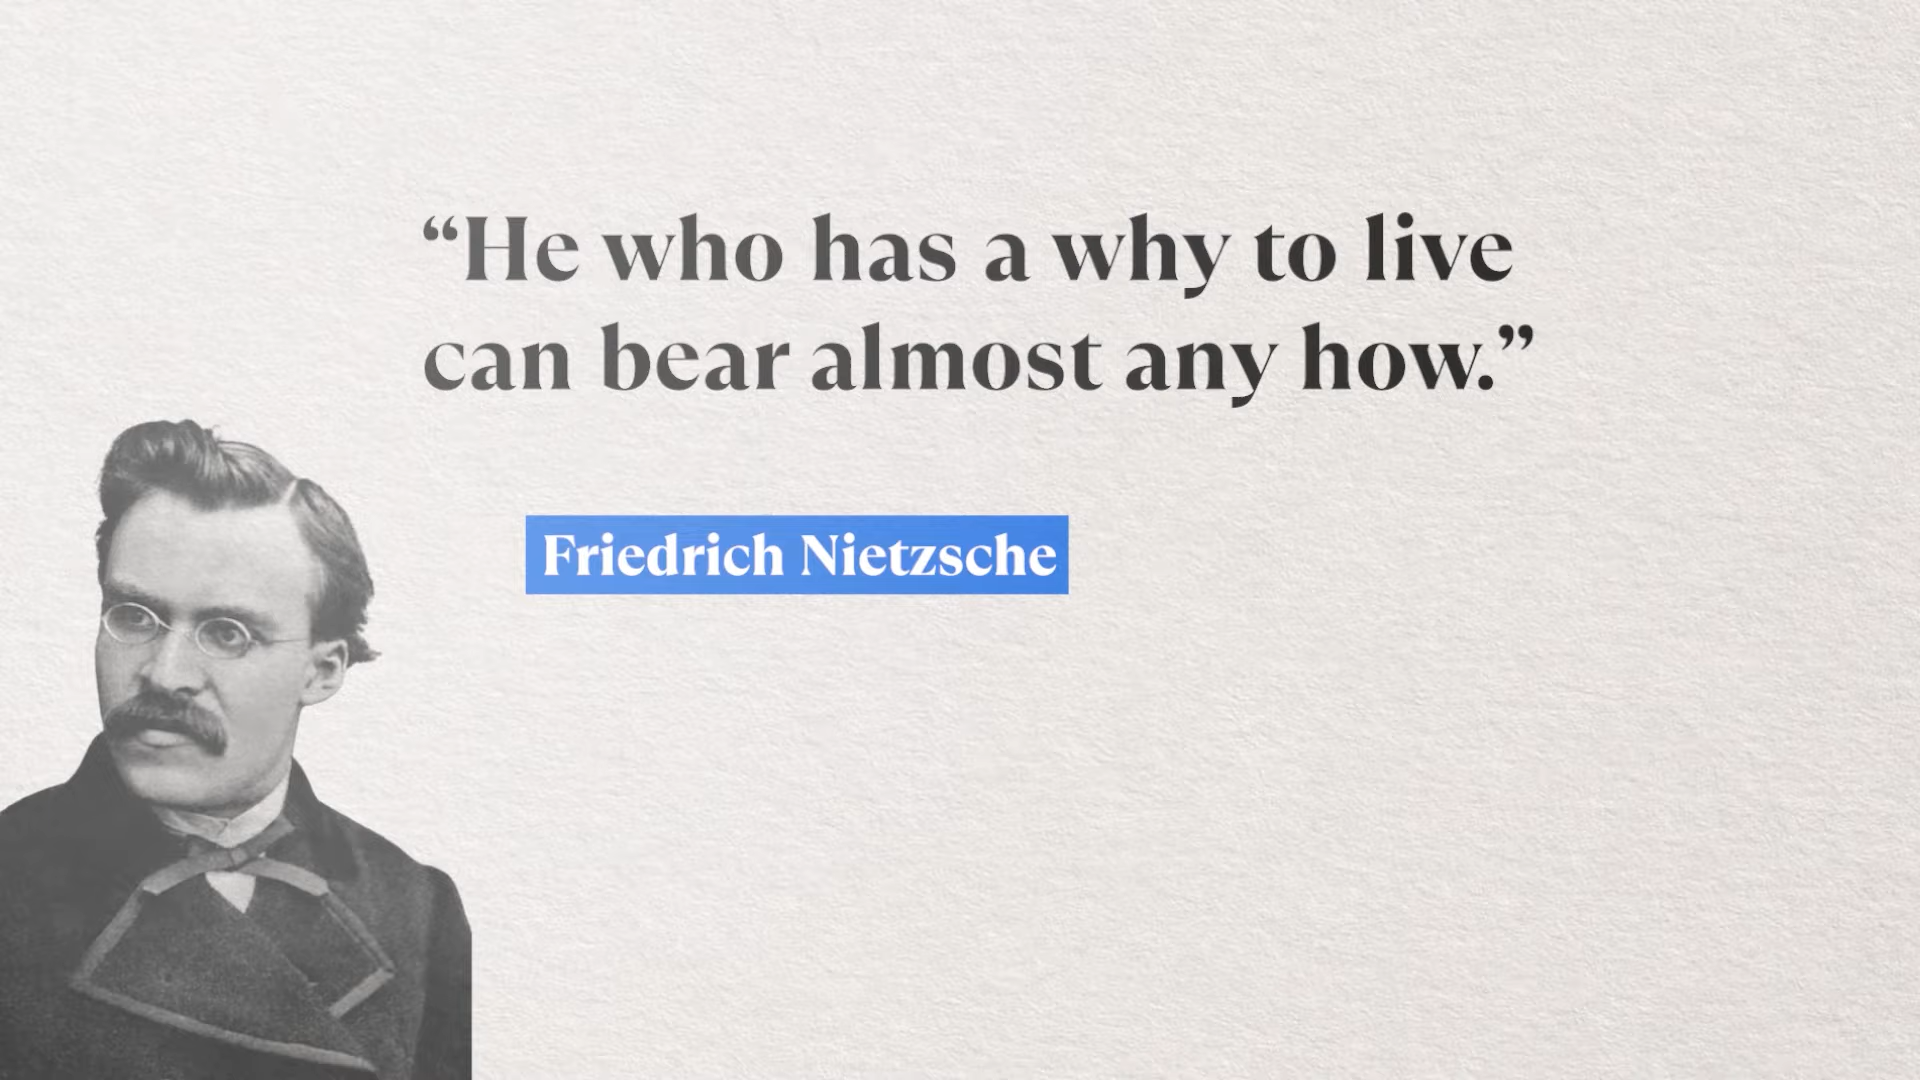 “He who has a why to live
can bear almost any how.”
Friedrich Nietzsche